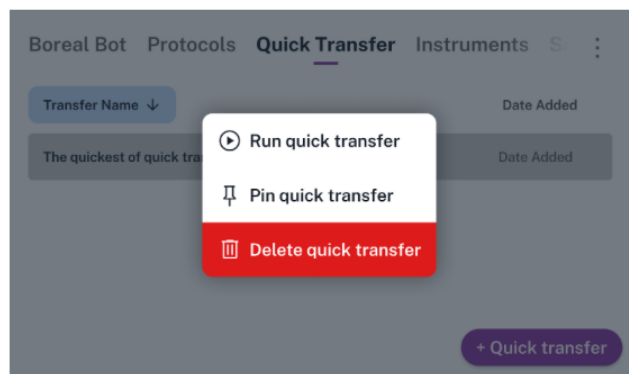 Boreal Bot Protocols Quick Transfer Instruments
Transfer Name ↓ Date Added
The quickest of quick Date Added
Run quick transfer
Pin quick transfer
Delete quick transfer
+ Quick transfer